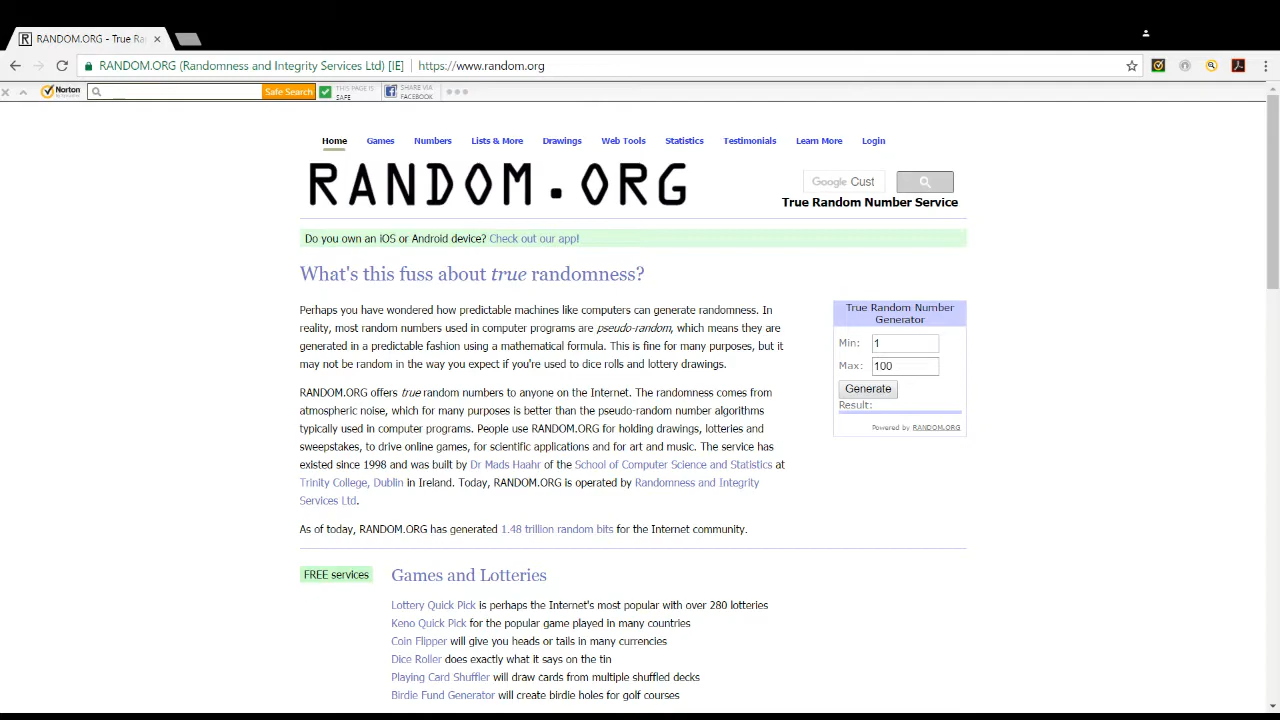 RANDOM.ORG - True Ra
RANDOM.ORG (Randomness and Integrity Services Ltd) [IE] https://www.random.org
Norton Safe Search THIS PAGE IS SAFE SHARE VIA FACEBOOK
Home Games Numbers Lists & More Drawings Web Tools Statistics Testimonials Learn More Login
RANDOM.ORG
Google Cust
True Random Number Service
Do you own an iOS or Android device? Check out our app!
What's this fuss about true randomness?
Perhaps you have wondered how predictable machines like computers can generate randomness. In
reality, most random numbers used in computer programs are pseudo-random, which means they are
generated in a predictable fashion using a mathematical formula. This is fine for many purposes, but it
may not be random in the way you expect if you're used to dice rolls and lottery drawings.
RANDOM.ORG offers true random numbers to anyone on the Internet. The randomness comes from
atmospheric noise, which for many purposes is better than the pseudo-random number algorithms
typically used in computer programs. People use RANDOM.ORG for holding drawings, lotteries and
sweepstakes, to drive online games, for scientific applications and for art and music. The service has
existed since 1998 and was built by Dr Mads Haahr of the School of Computer Science and Statistics at
Trinity College, Dublin in Ireland. Today, RANDOM.ORG is operated by Randomness and Integrity
Services Ltd.
As of today, RANDOM.ORG has generated 1.48 trillion random bits for the Internet community.
True Random Number
Generator
Min: 1
Max: 100
Generate
Result:
Powered by RANDOM.ORG
FREE services
Games and Lotteries
Lottery Quick Pick is perhaps the Internet's most popular with over 280 lotteries
Keno Quick Pick for the popular game played in many countries
Coin Flipper will give you heads or tails in many currencies
Dice Roller does exactly what it says on the tin
Playing Card Shuffler will draw cards from multiple shuffled decks
Birdie Fund Generator will create birdie holes for golf courses